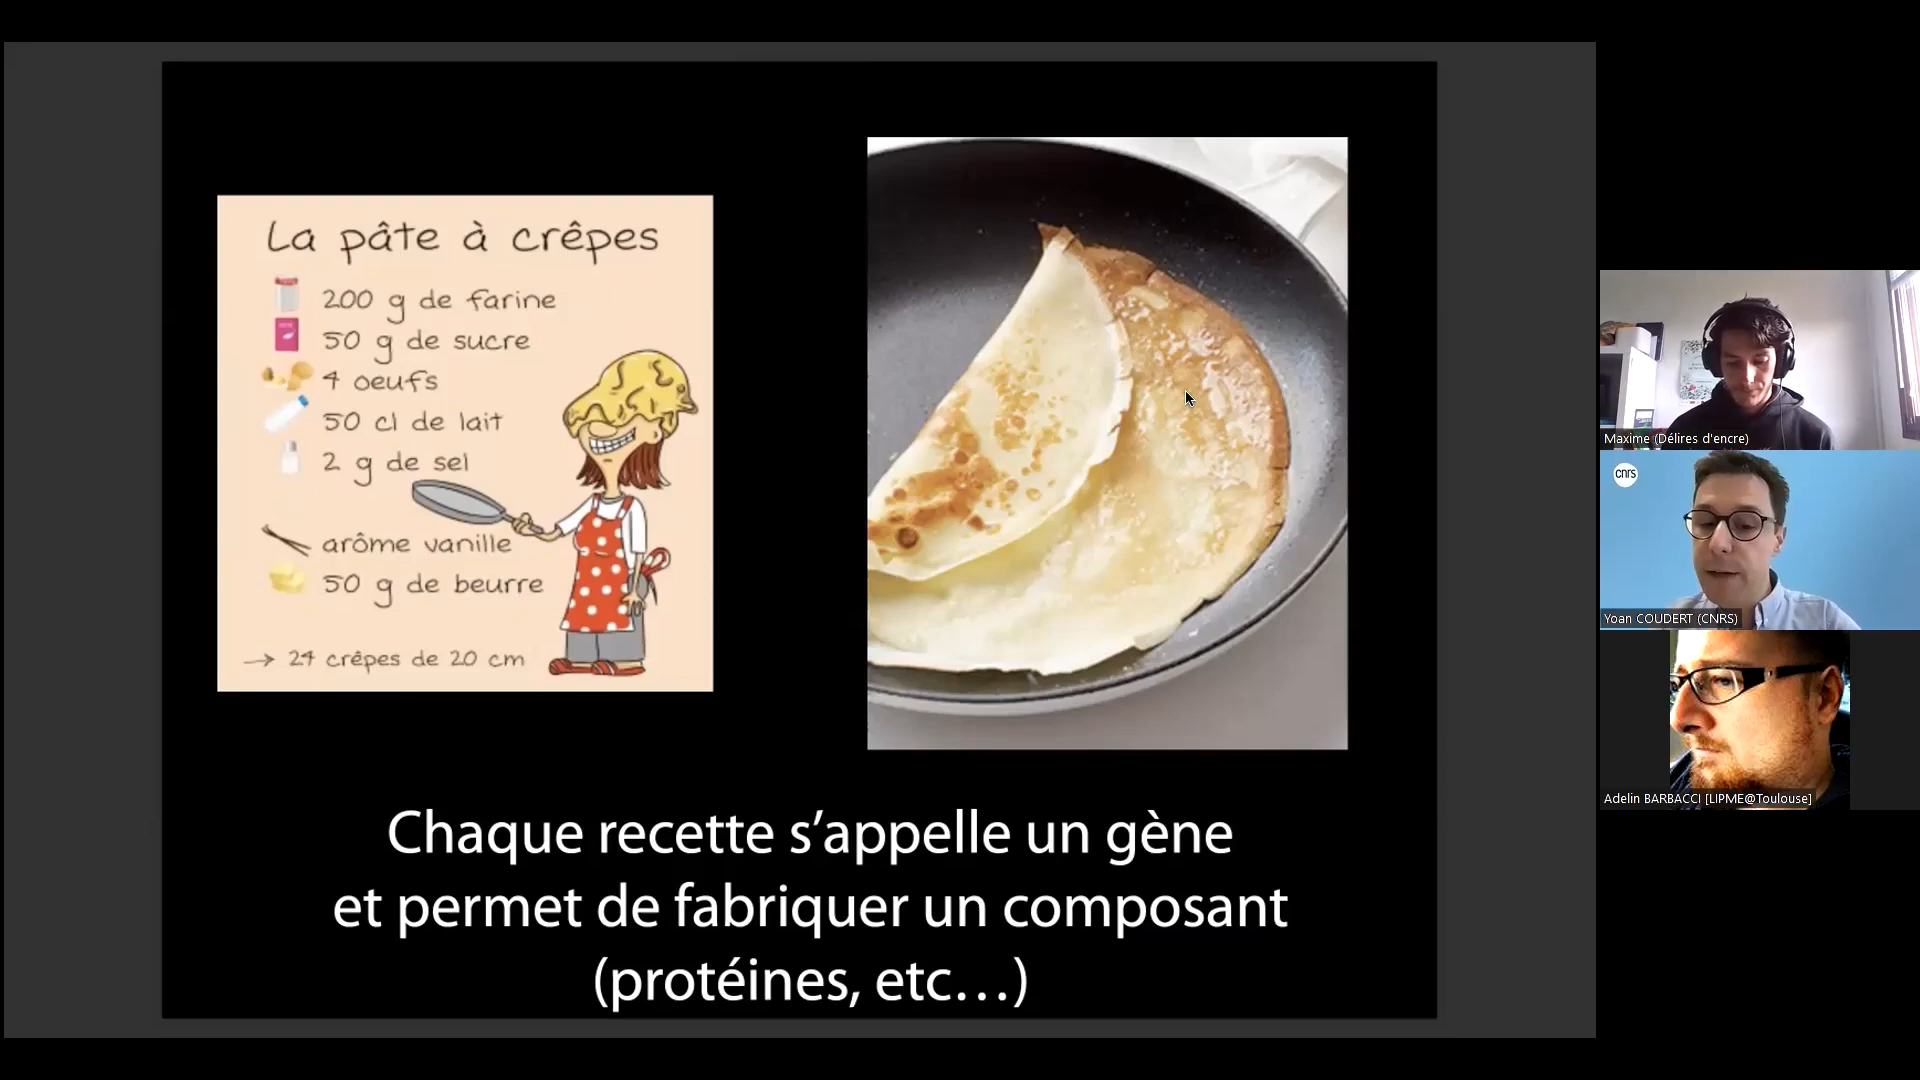 La pâte à crêpes
200 g de farine
50 g de sucre
4 oeufs
50 cl de lait
2 g de sel
arôme vanille
50 g de beurre
→ 24 crêpes de 20 cm
Chaque recette s’appelle un gène
et permet de fabriquer un composant
(protéines, etc…)
Maxime (Délires d'encre)
cnrs
Yoan COUDERT (CNRS)
Adelin BARBACCI [LIPME@Toulouse]